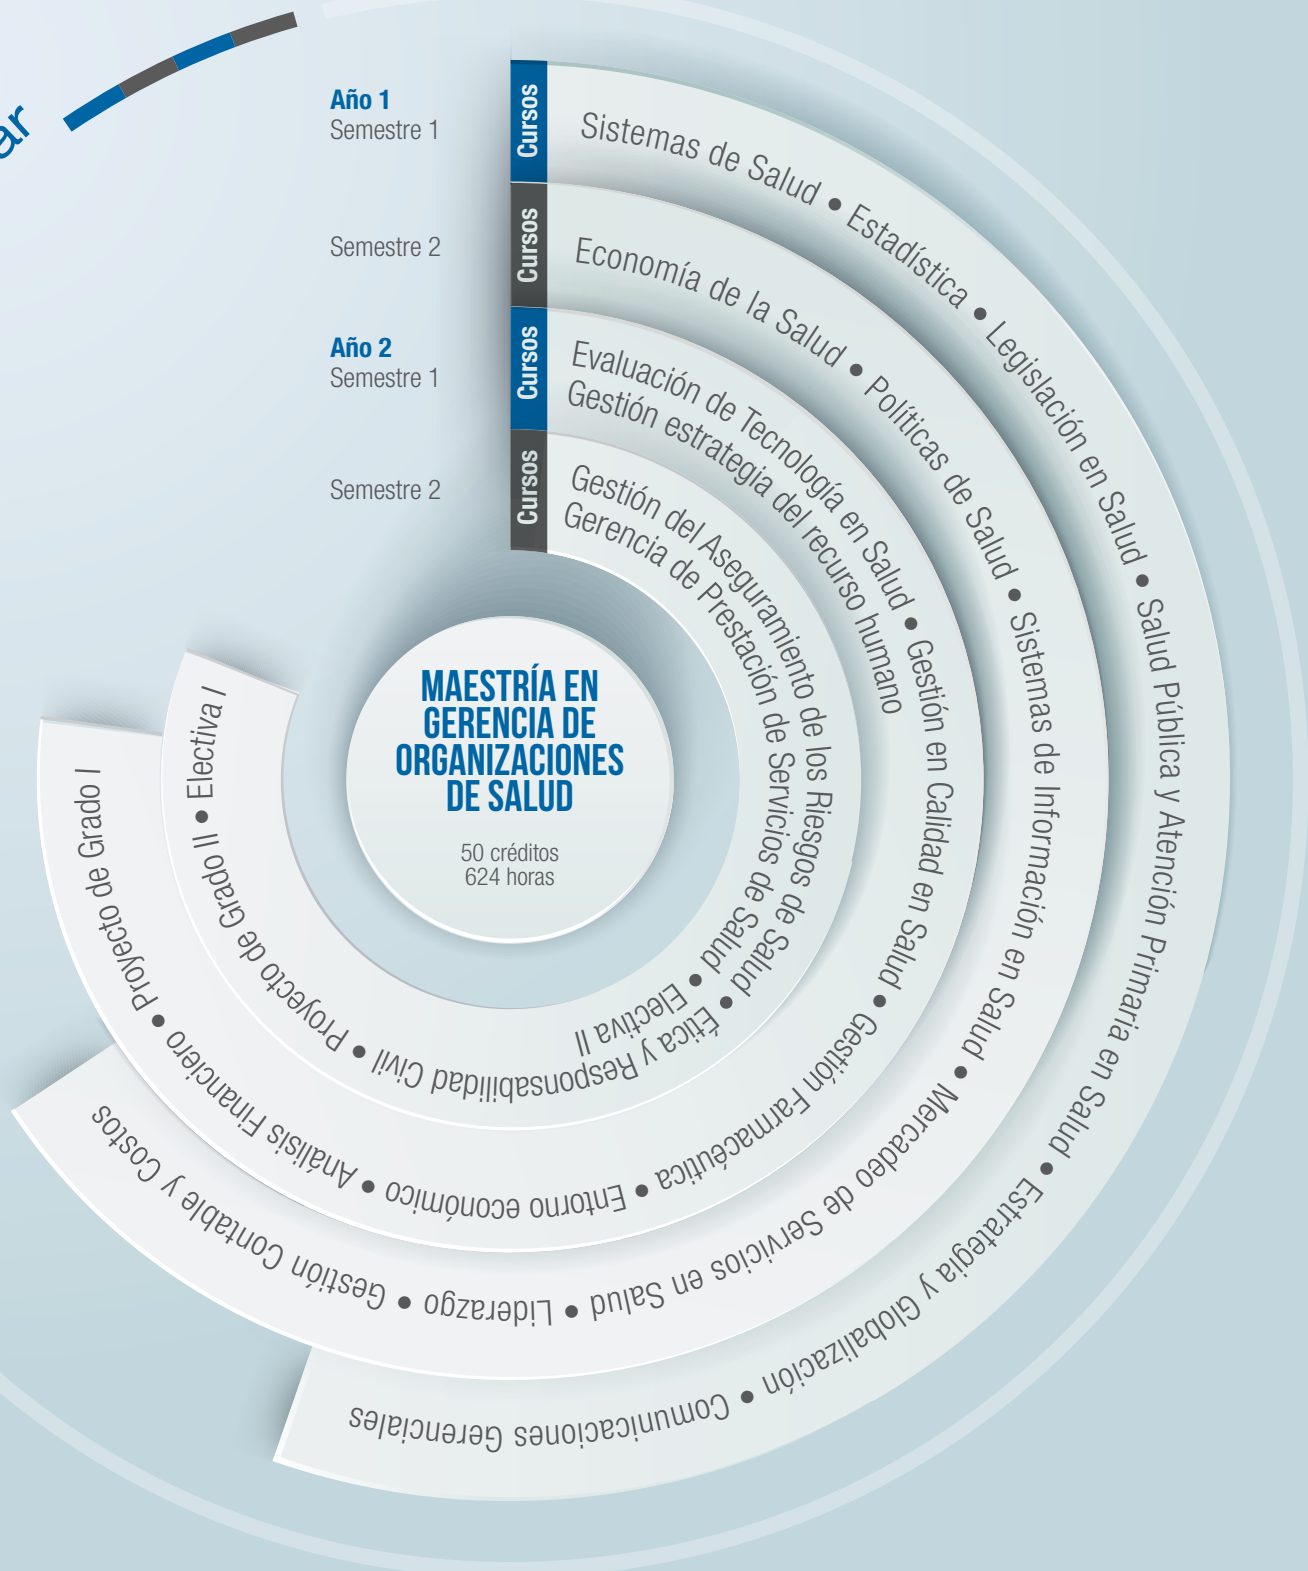 ar
Año 1
Semestre 1
Cursos
Sistemas de Salud • Estadística • Legislación en Salud • Salud Pública y Atención Primaria en Salud • Estrategia y Globalización • Comunicaciones Gerenciales
Semestre 2
Cursos
Economía de la Salud • Políticas de Salud • Sistemas de Información en Salud • Mercadeo de Servicios en Salud • Liderazgo • Gestión Contable y Costos
Año 2
Semestre 1
Cursos
Evaluación de Tecnología en Salud • Gestión en Calidad en Salud • Gestión Farmacéutica • Entorno económico • Análisis Financiero • Proyecto de Grado I
Gestión estrategia del recurso humano
Semestre 2
Cursos
Gestión del Aseguramiento de los Riesgos de Salud • Ética y Responsabilidad Civil • Proyecto de Grado II • Electiva I
Gerencia de Prestación de Servicios de Salud • Electiva II
MAESTRÍA EN
GERENCIA DE
ORGANIZACIONES
DE SALUD
50 créditos
624 horas